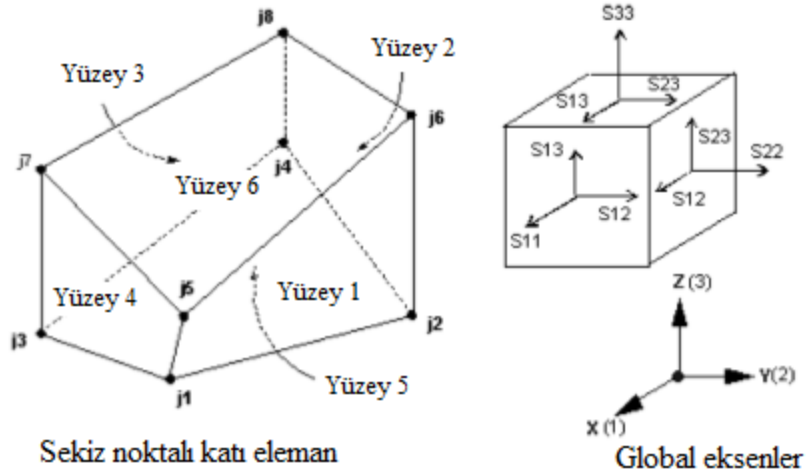 j8
S33
Yüzey 3
Yüzey 2
S13
S23
j6
S13
S23
S22
j7
j4
Yüzey 6
S12
S12
S11
Yüzey 4
j5
Yüzey 1
Z(3)
j3
j2
Yüzey 5
j1
Y(2)
X(1)
Sekiz noktalı katı eleman
Global eksenler